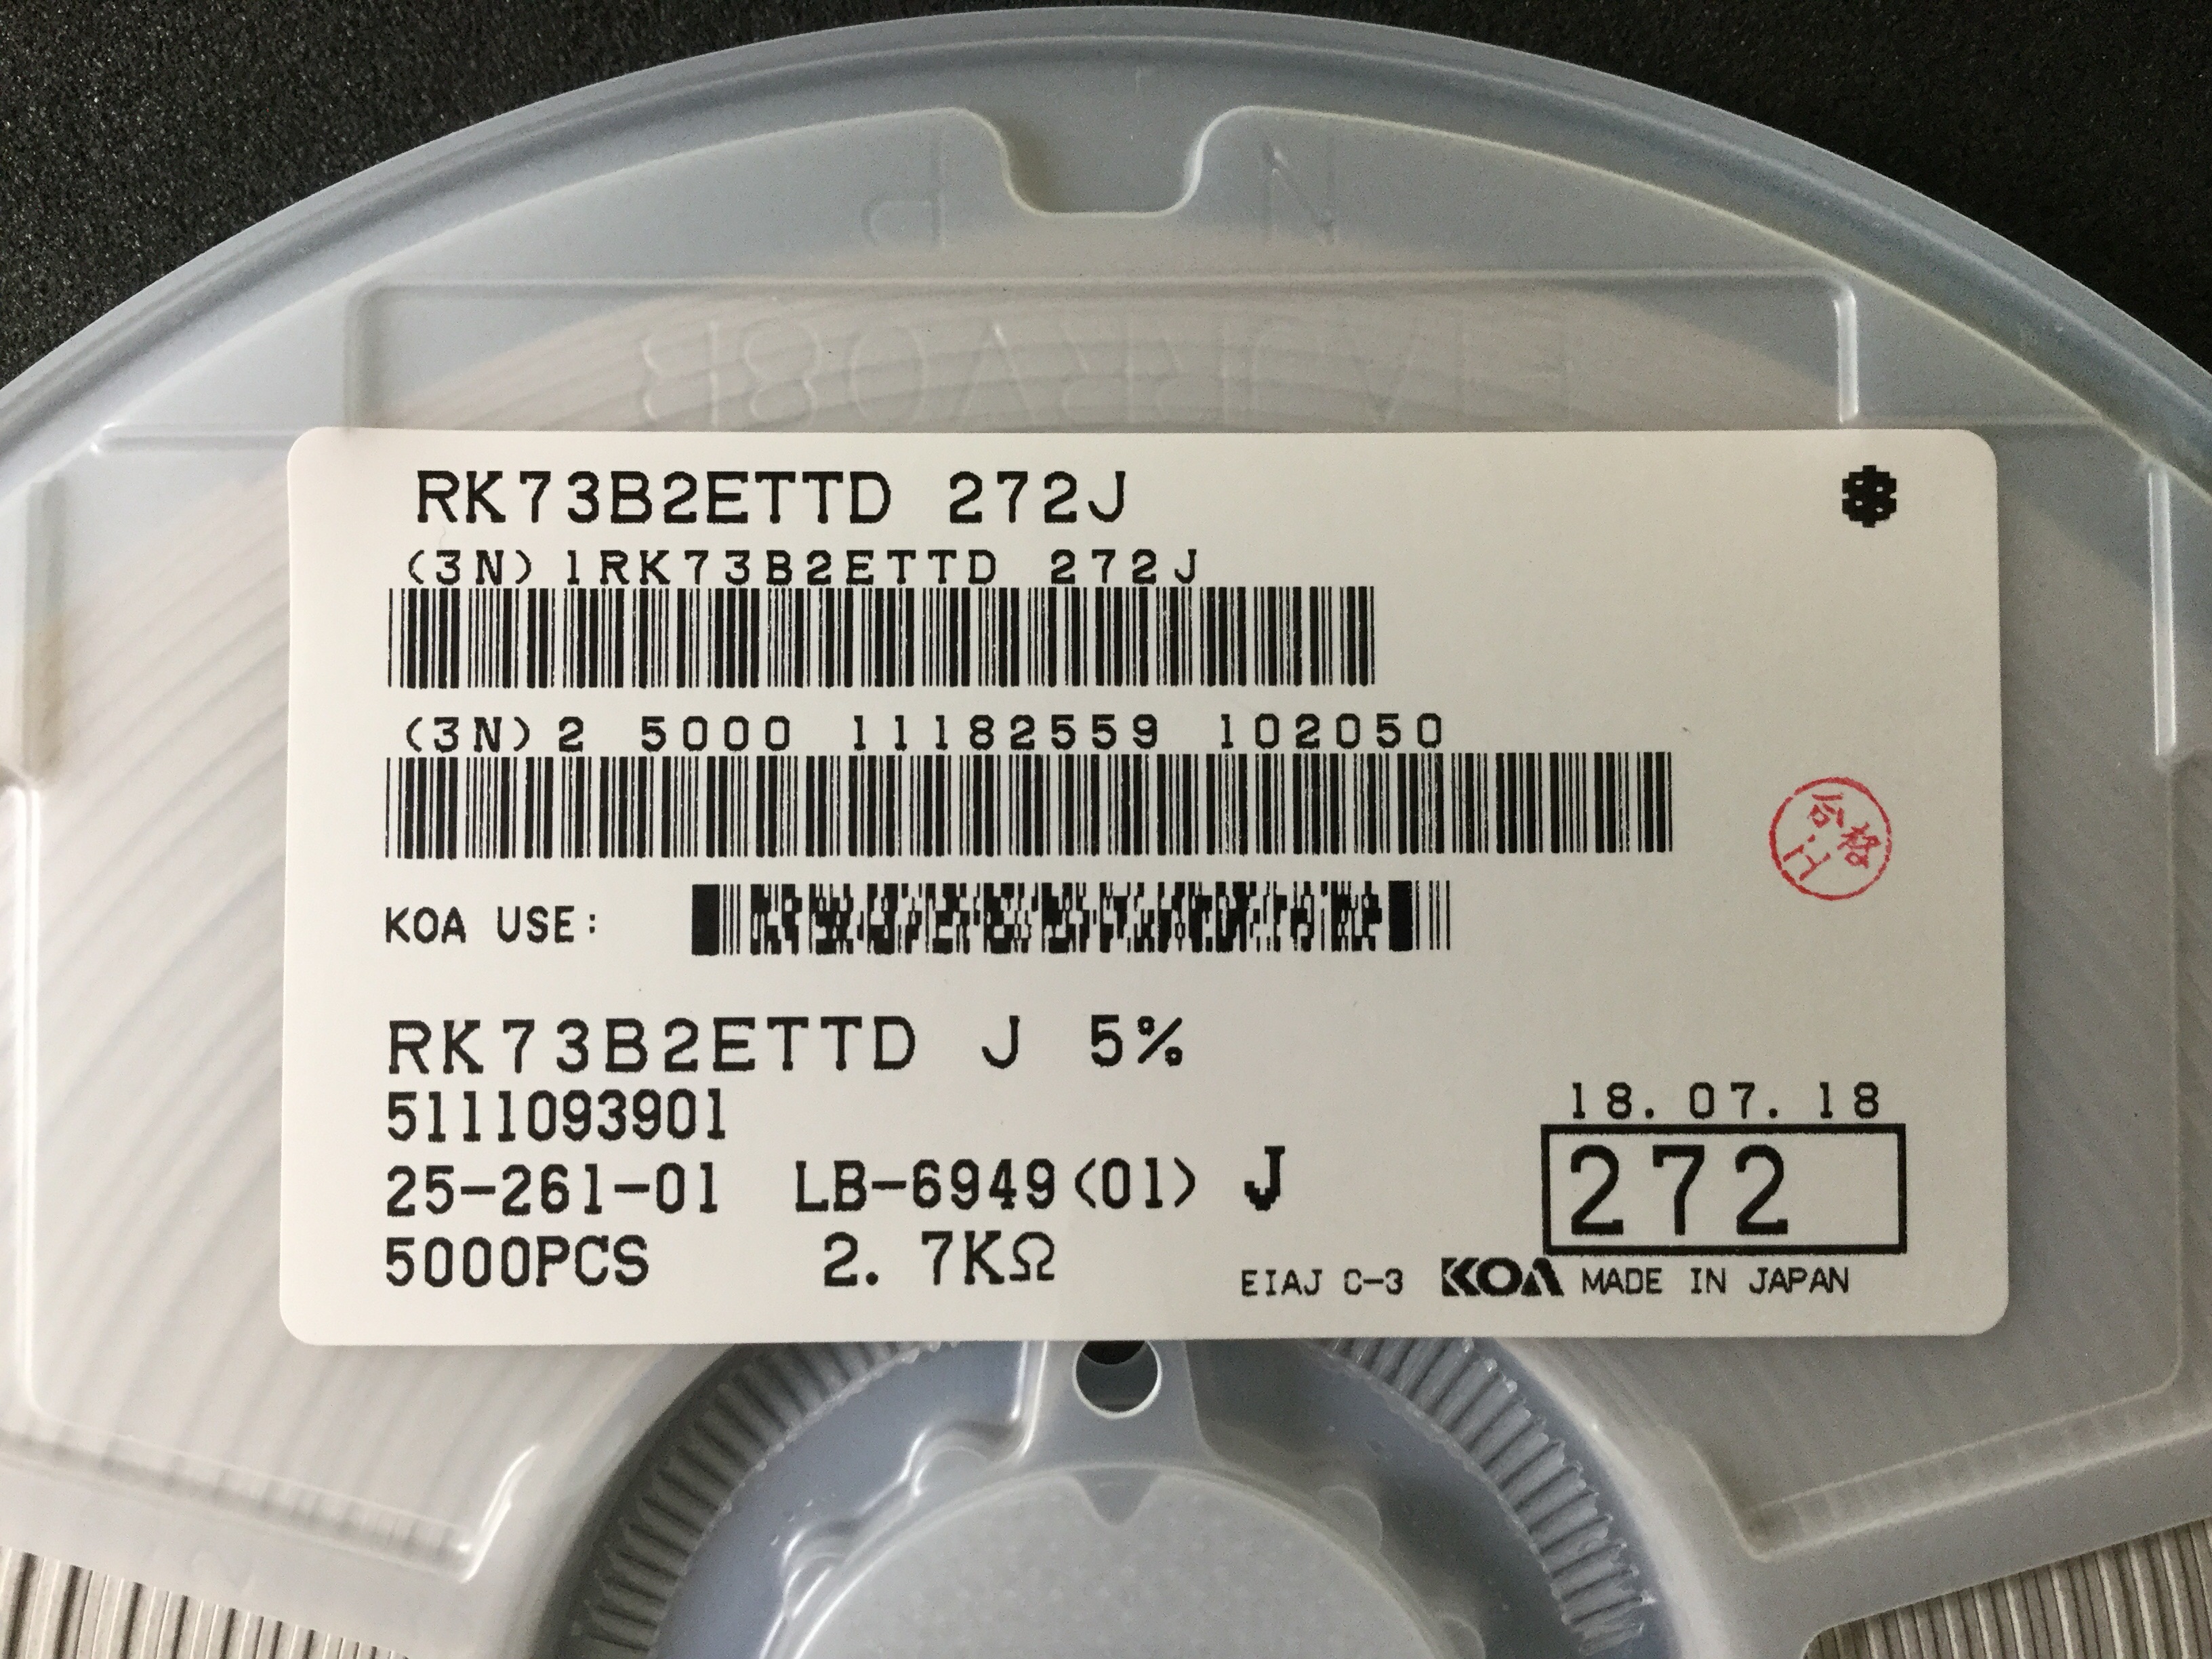 P N
RK73B2ETTD 272J
(3N)1RK73B2ETTD 272J
(3N)2 5000 11182559 102050
合格
KOA USE:
RK73B2ETTD J 5%
5111093901
18.07.18
25-261-01 LB-6949(01) J
272
5000PCS 2.7KΩ
EIAJ C-3 KOA MADE IN JAPAN